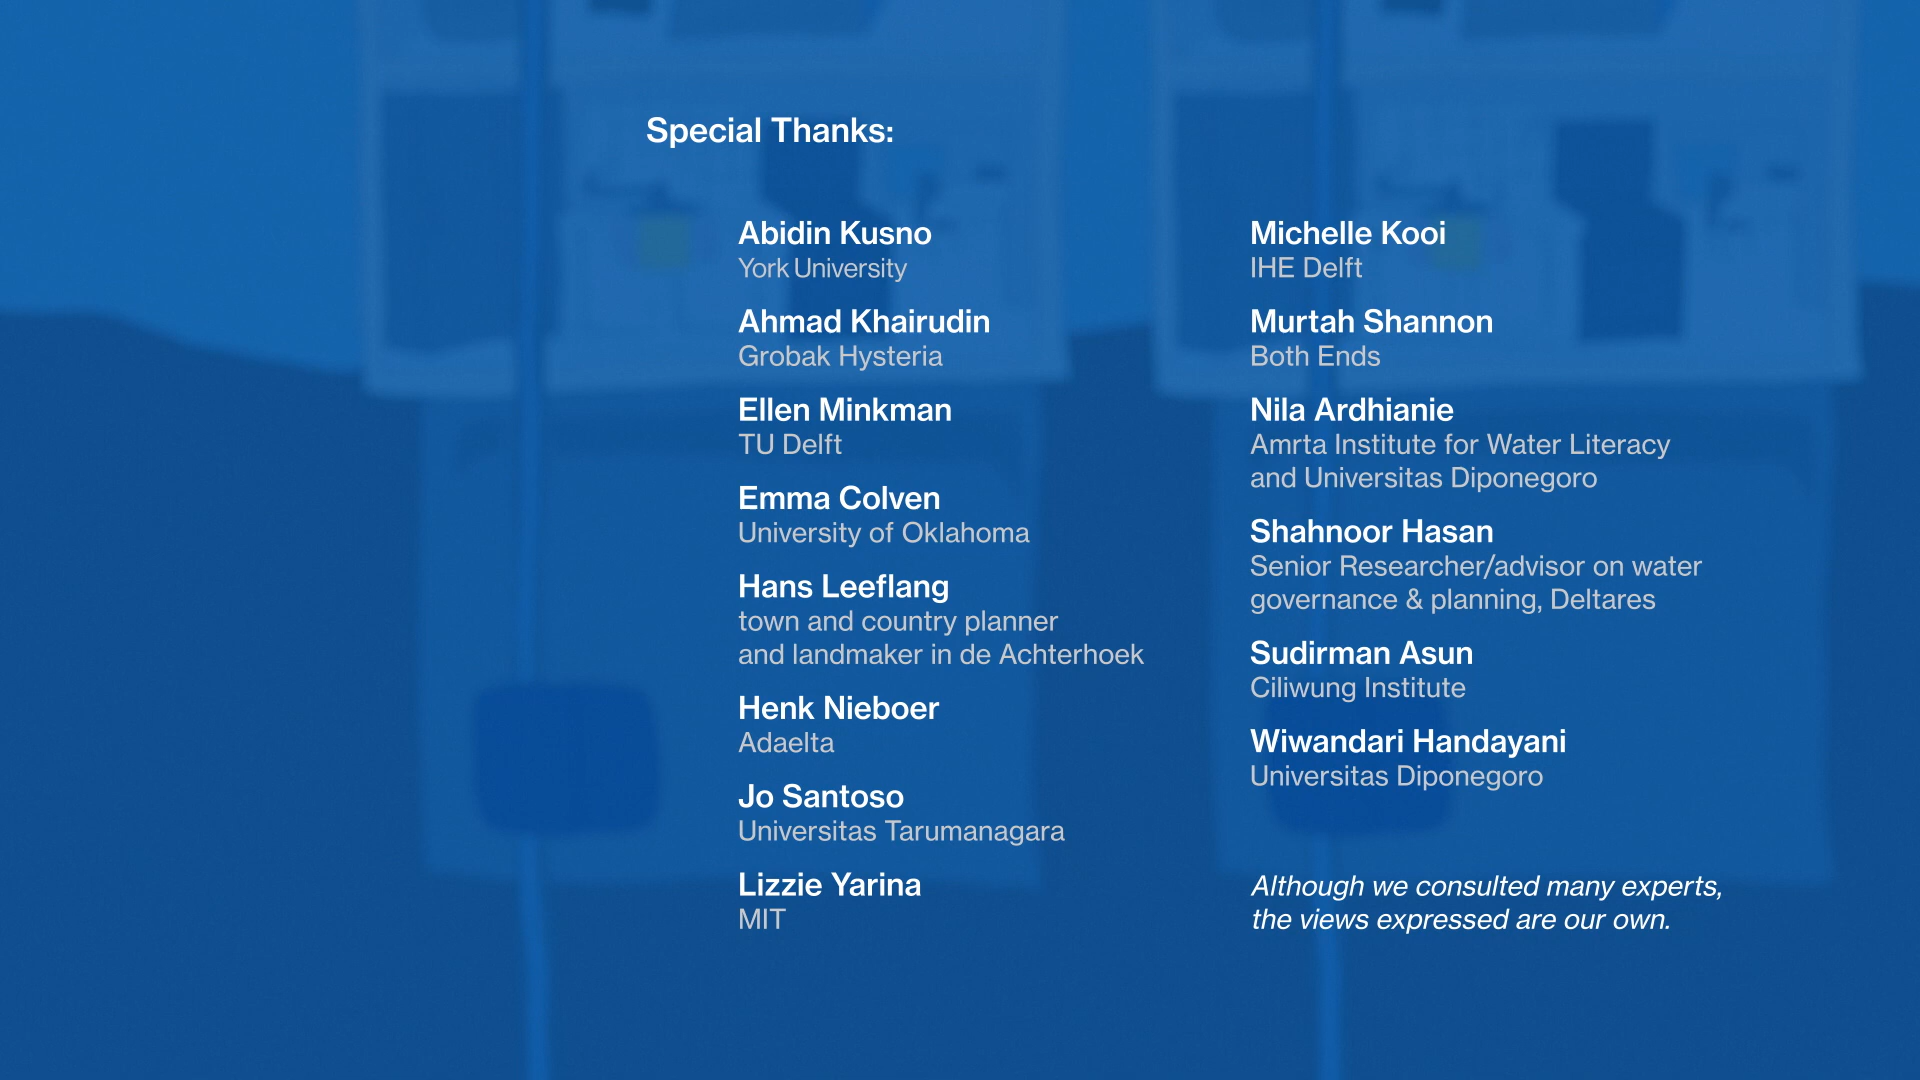 Special Thanks:
Abidin Kusno
York University
Ahmad Khairudin
Grobak Hysteria
Ellen Minkman
TU Delft
Emma Colven
University of Oklahoma
Hans Leeflang
town and country planner
and landmaker in de Achterhoek
Henk Nieboer
Adaelta
Jo Santoso
Universitas Tarumanagara
Lizzie Yarina
MIT
Michelle Kooi
IHE Delft
Murtah Shannon
Both Ends
Nila Ardhianie
Amrta Institute for Water Literacy
and Universitas Diponegoro
Shahnoor Hasan
Senior Researcher/advisor on water
governance & planning, Deltares
Sudirman Asun
Ciliwung Institute
Wiwandari Handayani
Universitas Diponegoro
Although we consulted many experts,
the views expressed are our own.